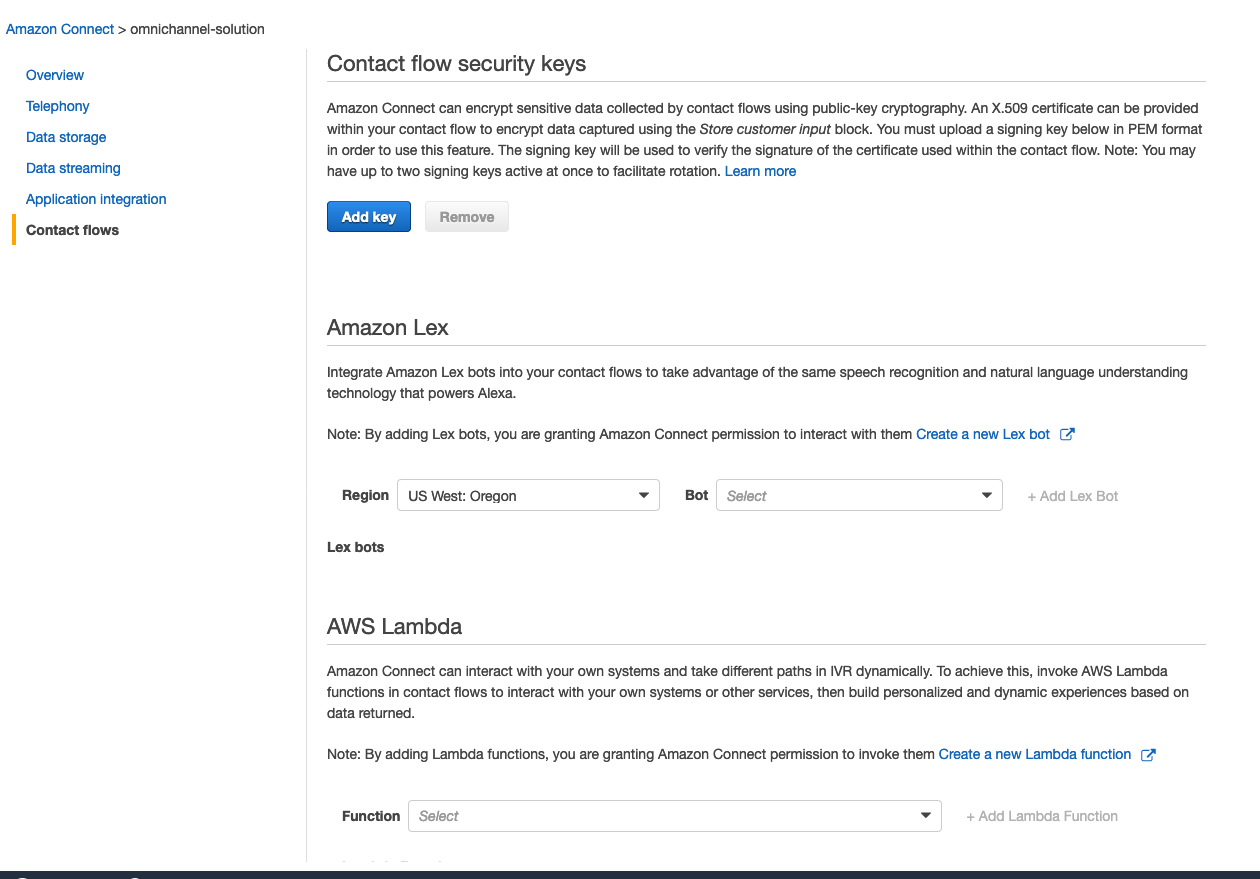 Amazon Connect > omnichannel-solution
Overview
Telephony
Data storage
Data streaming
Application integration
Contact flows
Contact flow security keys
Amazon Connect can encrypt sensitive data collected by contact flows using public-key cryptography. An X.509 certificate can be provided
within your contact flow to encrypt data captured using the Store customer input block. You must upload a signing key below in PEM format
in order to use this feature. The signing key will be used to verify the signature of the certificate used within the contact flow. Note: You may
have up to two signing keys active at once to facilitate rotation. Learn more
Add key Remove
Amazon Lex
Integrate Amazon Lex bots into your contact flows to take advantage of the same speech recognition and natural language understanding
technology that powers Alexa.
Note: By adding Lex bots, you are granting Amazon Connect permission to interact with them Create a new Lex bot
Region US West: Oregon Bot Select + Add Lex Bot
Lex bots
AWS Lambda
Amazon Connect can interact with your own systems and take different paths in IVR dynamically. To achieve this, invoke AWS Lambda
functions in contact flows to interact with your own systems or other services, then build personalized and dynamic experiences based on
data returned.
Note: By adding Lambda functions, you are granting Amazon Connect permission to invoke them Create a new Lambda function
Function Select + Add Lambda Function